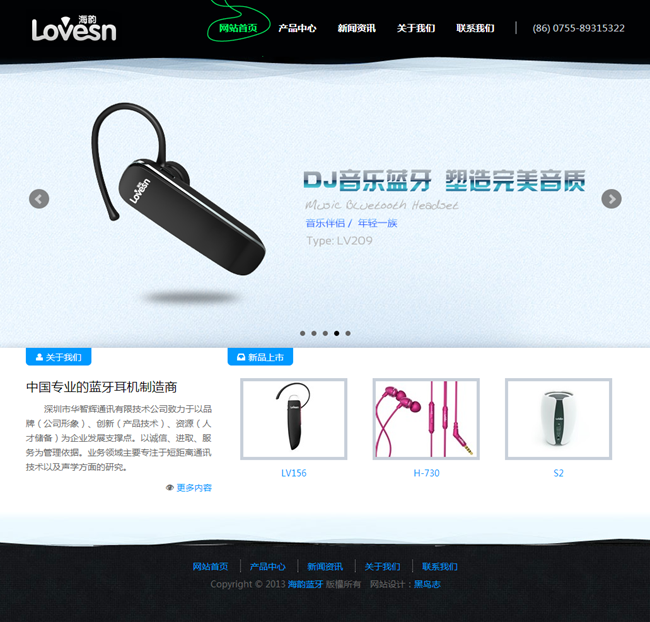 Lovesn 海韵
网站首页 产品中心 新闻资讯 关于我们 联系我们 (86) 0755-89315322
Lovesn
DJ音乐蓝牙 塑造完美音质
Music Bluetooth Headset
音乐伴侣 / 年轻一族
Type: LV209
关于我们 新品上市
中国专业的蓝牙耳机制造商
深圳市华智辉通讯有限技术公司致力于以品
牌（公司形象）、创新（产品技术）、资源（人
才储备）为企业发展支撑点。以诚信、进取、服
务为管理依据。业务领域主要专注于短距离通讯
技术以及声学方面的研究。
更多内容
LV156 H-730 S2
网站首页 产品中心 新闻资讯 关于我们 联系我们
Copyright © 2013 海韵蓝牙 版权所有 网站设计：黑鸟志